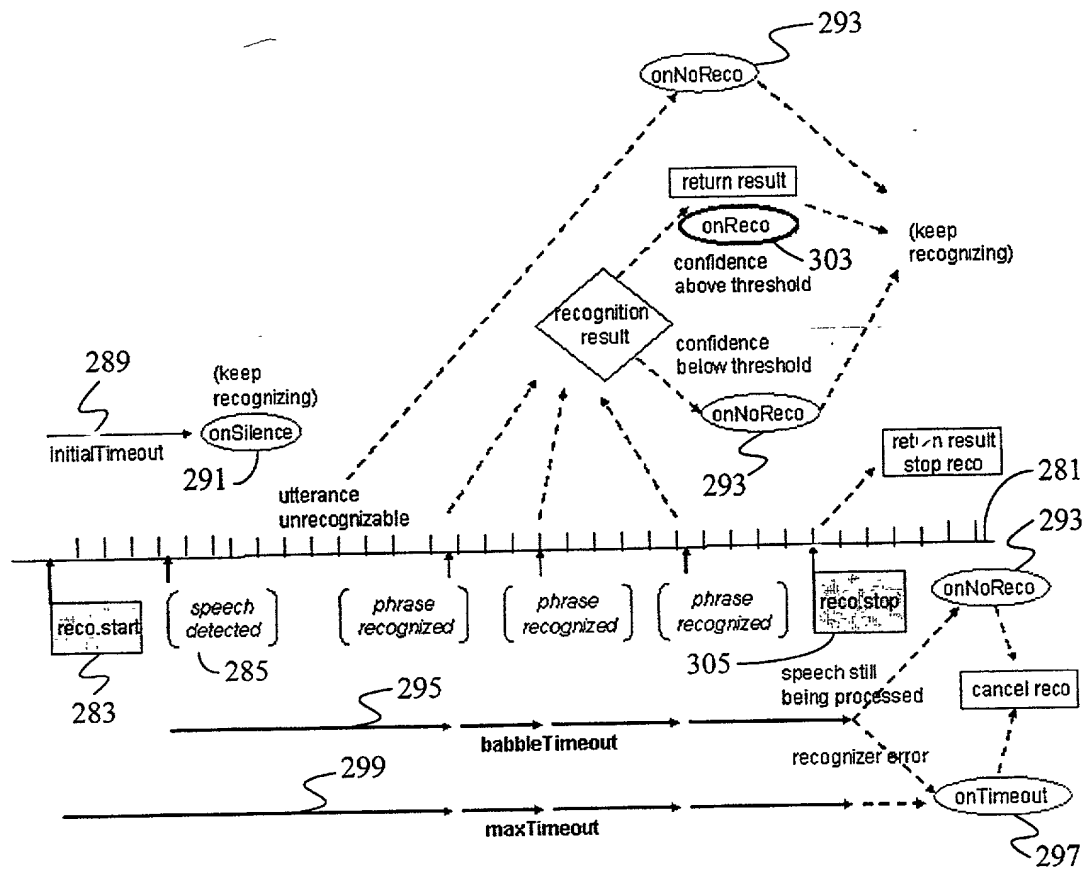 293
onNoReco
return result
onReco
303
confidence
above threshold
(keep
recognizing)
recognition
result
confidence
below threshold
onNoReco
293
289
initialTimeout
(keep
recognizing)
onSilence
291
utterance
unrecognizable
return result
stop reco
281
293
reco.start
283
speech
detected
285
phrase
recognized
phrase
recognized
phrase
recognized
reco.stop
305
onNoReco
speech still
being processed
cancel reco
295
babbleTimeout
recognizer error
299
maxTimeout
onTimeout
297